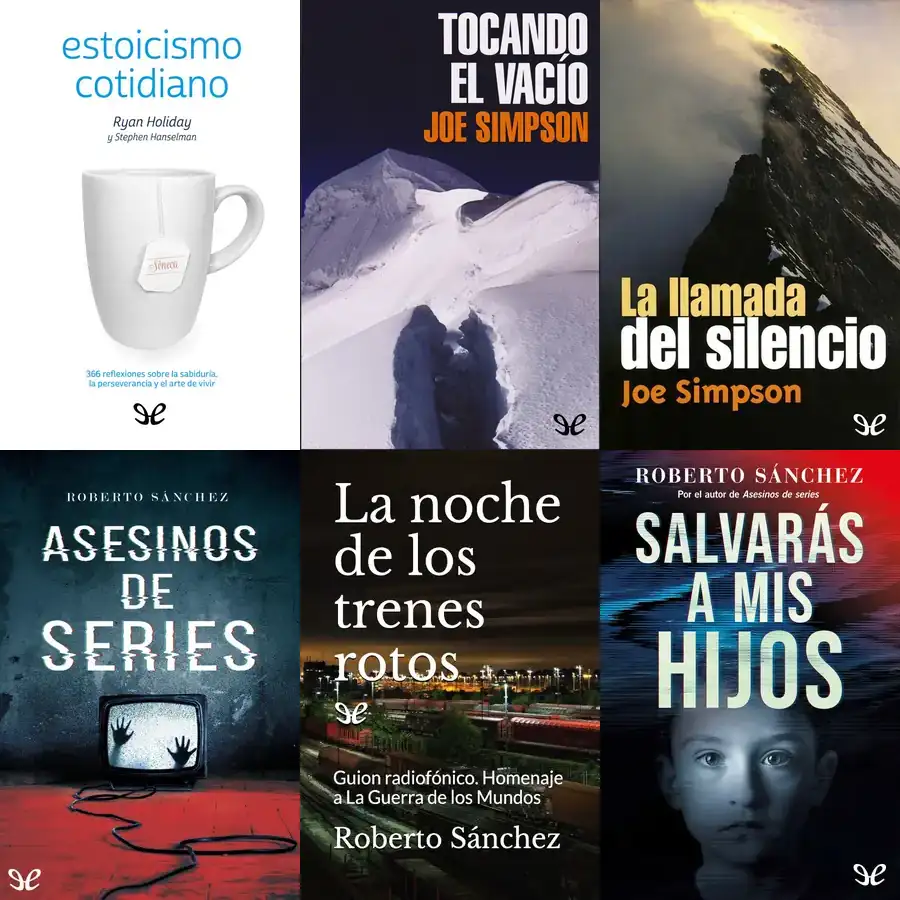 estoicismo
cotidiano
Ryan Holiday
y Stephen Hanselman
Séneca
366 reflexiones sobre la sabiduría,
la perseverancia y el arte de vivir
TOCANDO
EL VACÍO
JOE SIMPSON
La llamada
del silencio
Joe Simpson
ROBERTO SÁNCHEZ
ASESINOS
DE
SERIES
La noche
de los
trenes
rotos
Guion radiofónico. Homenaje
a La Guerra de los Mundos
Roberto Sánchez
ROBERTO SÁNCHEZ
Por el autor de Asesinos de series
SALVARÁS
A MIS
HIJOS